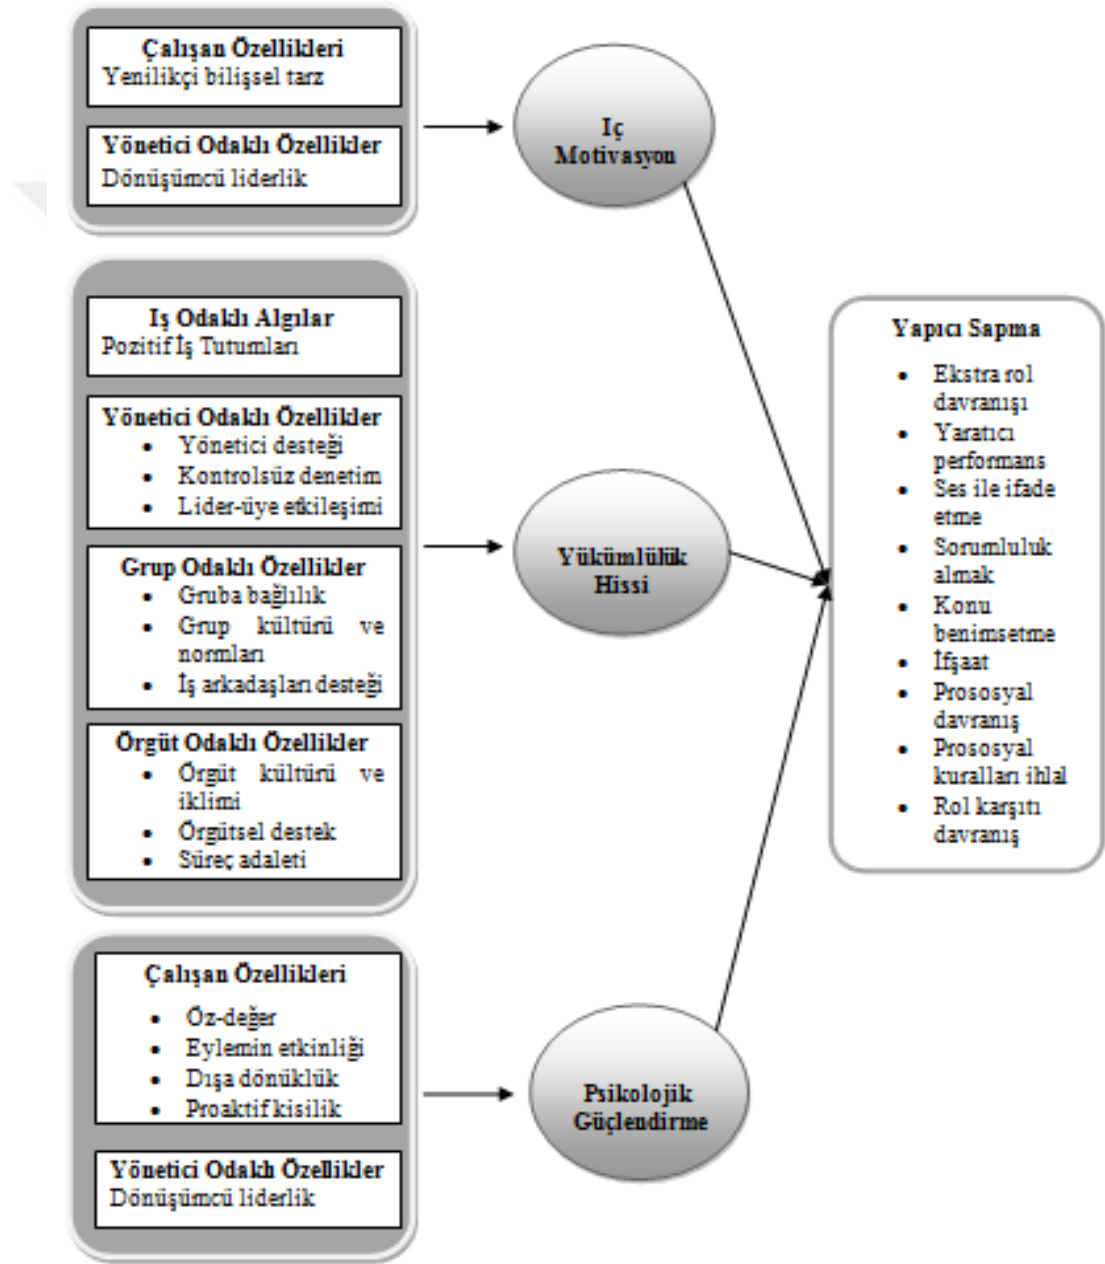 Çalışan Özellikleri
Yenilikçi bilişsel tarz
Yönetici Odaklı Özellikler
Dönüşümcü liderlik
İç
Motivasyon
İş Odaklı Algılar
Pozitif İş Tutumları
Yönetici Odaklı Özellikler
• Yönetici desteği
• Kontrolsüz denetim
• Lider-üye etkileşimi
Grup Odaklı Özellikler
• Gruba bağlılık
• Grup kültürü ve
normları
• İş arkadaşları desteği
Örgüt Odaklı Özellikler
• Örgüt kültürü ve
iklimi
• Örgütsel destek
• Süreç adaleti
Yükümlülük
Hissi
Çalışan Özellikleri
• Öz-değer
• Eylemin etkinliği
• Dışa dönüklük
• Proaktif kisilik
Yönetici Odaklı Özellikler
Dönüşümcü liderlik
Psikolojik
Güçlendirme
Yapıcı Sapma
• Ekstra rol
davranışı
• Yaratıcı
performans
• Ses ile ifade
etme
• Sorumluluk
almak
• Konu
benimsetme
• İfşaat
• Prososyal
davranış
• Prososyal
kuralları ihlal
• Rol karşıtı
davranış